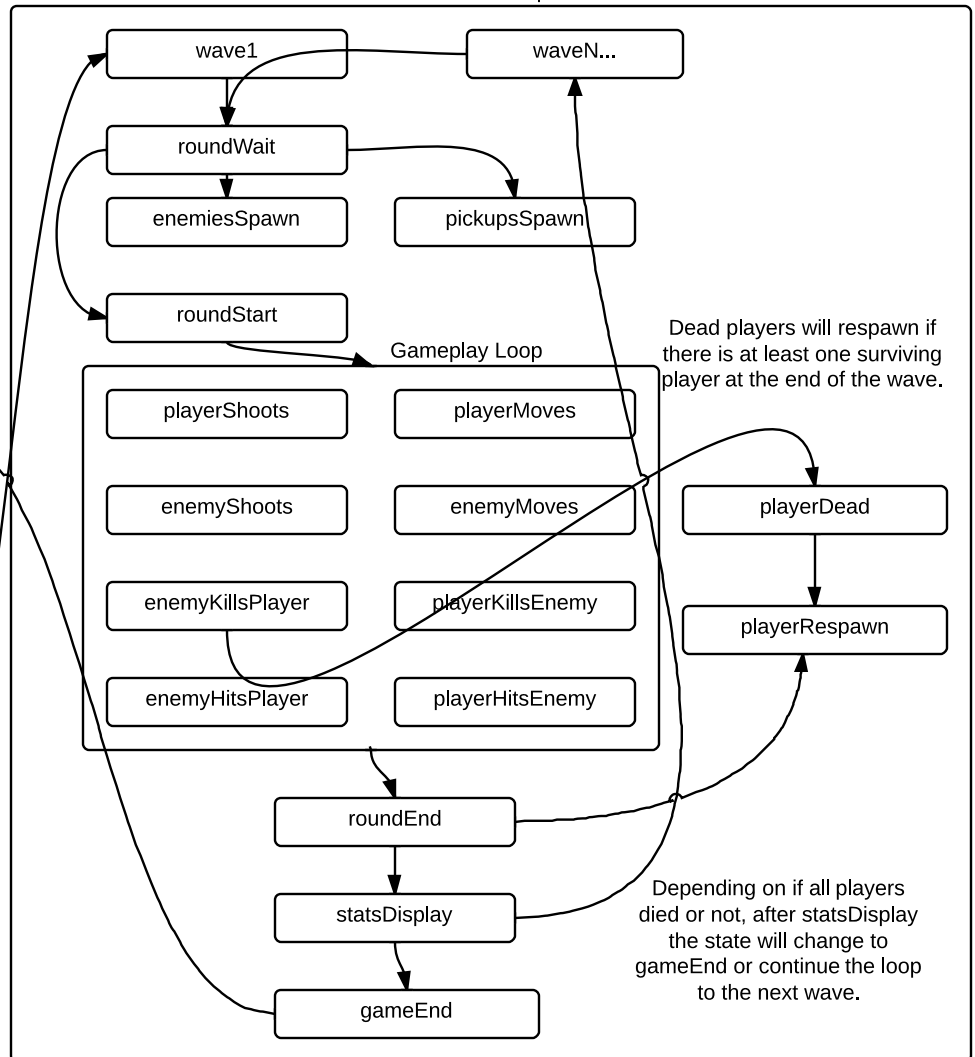 wave1
waveN...
roundWait
enemiesSpawn
pickupsSpawn
roundStart
Gameplay Loop
Dead players will respawn if
there is at least one surviving
player at the end of the wave.
playerShoots
playerMoves
enemyShoots
enemyMoves
playerDead
enemyKillsPlayer
playerKillsEnemy
playerRespawn
enemyHitsPlayer
playerHitsEnemy
roundEnd
statsDisplay
Depending on if all players
died or not, after statsDisplay
the state will change to
gameEnd or continue the loop
to the next wave.
gameEnd